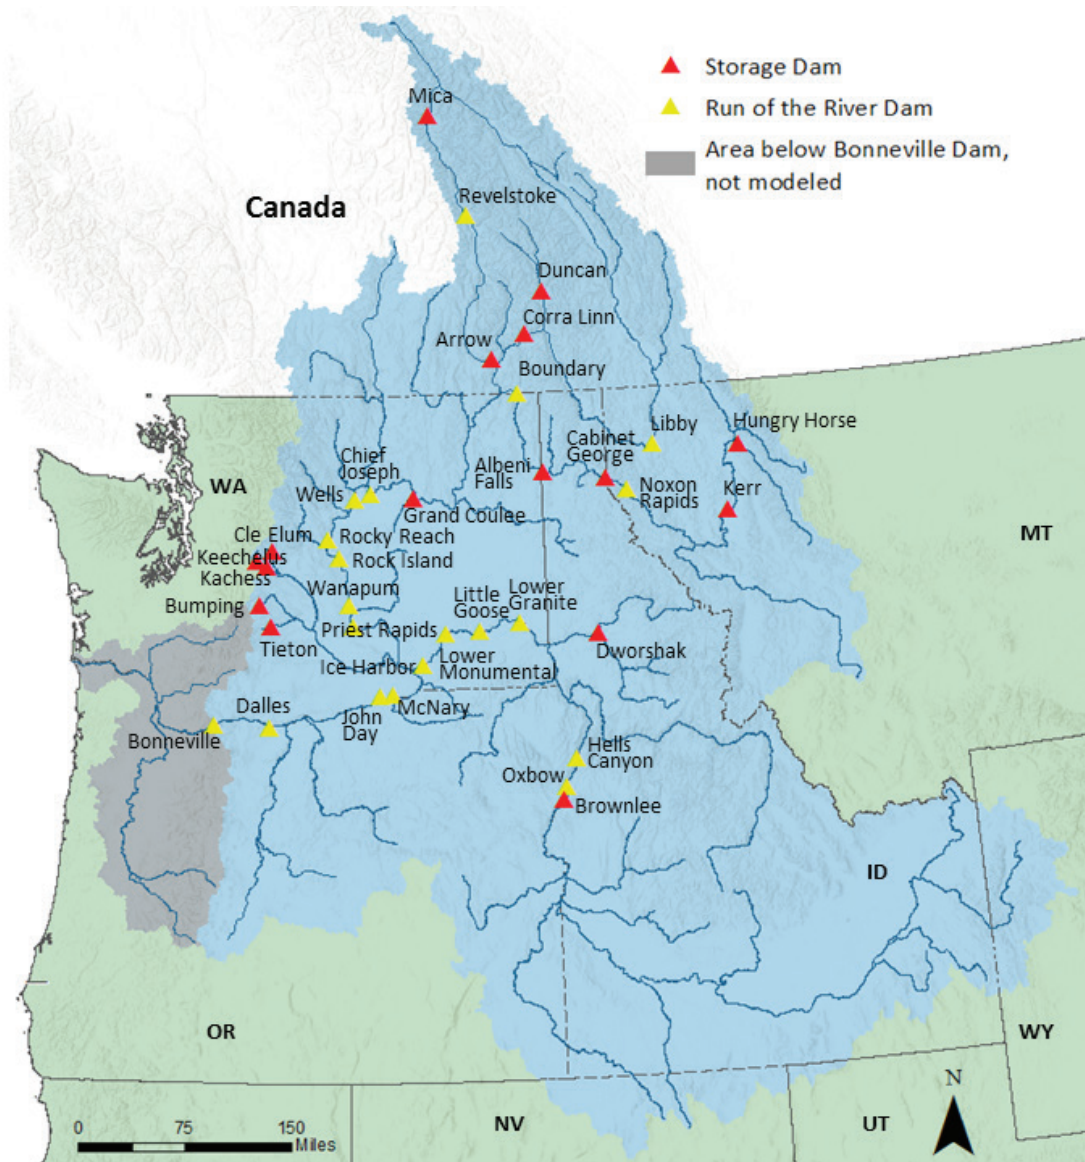 Storage Dam
Run of the River Dam
Area below Bonneville Dam,
not modeled
Mica
Canada
Revelstoke
Duncan
Corra Linn
Arrow
Boundary
Libby
Hungry Horse
Cabinet
George
Chief
Joseph
Albeni
Falls
Noxon
Rapids
Kerr
WA
Wells
Grand Coulee
MT
Cle Elum
Rocky Reach
Keechelus
Rock Island
Kachess
Wanapum
Little
Goose
Lower
Granite
Bumping
Priest Rapids
Tieton
Dworshak
Ice Harbor
Lower
Monumental
Dalles
John
Day
McNary
Bonneville
Hells
Canyon
Oxbow
Brownlee
ID
OR
WY
NV
UT
N
0
75
150
Miles